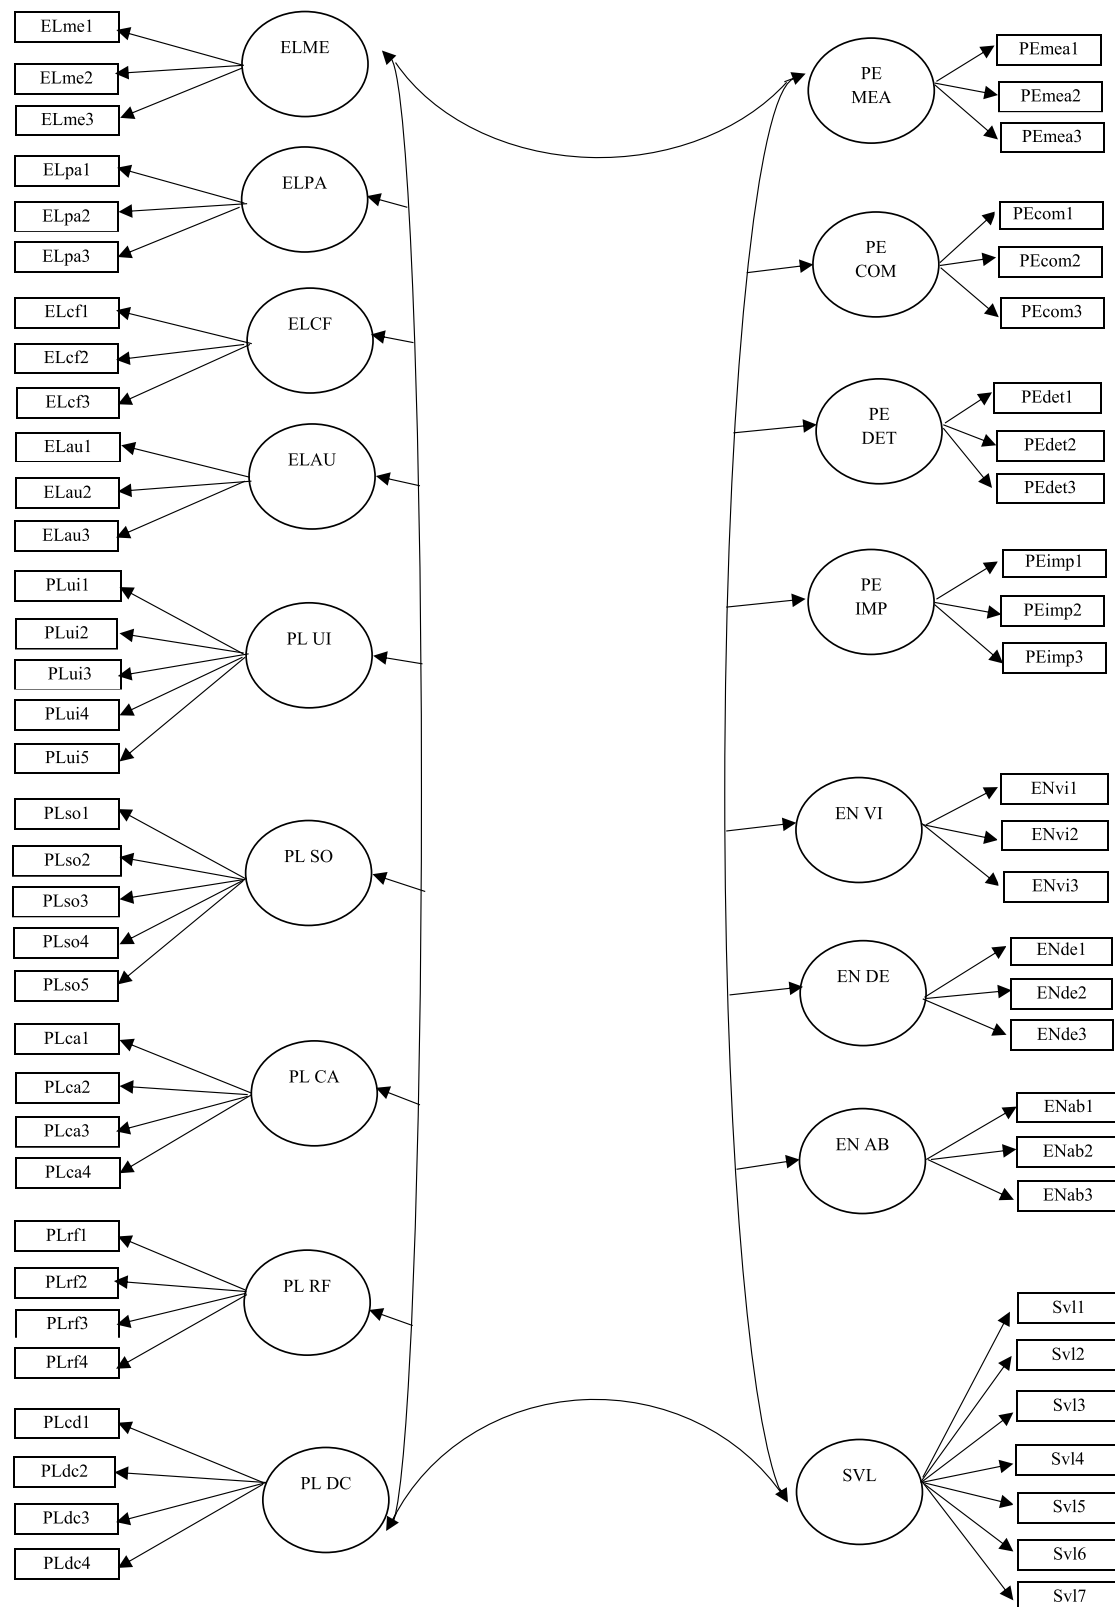 ELme1
ELme2
ELme3
ELME
ELpa1
ELpa2
ELpa3
ELPA
ELcf1
ELcf2
ELcf3
ELCF
ELau1
ELau2
ELau3
ELAU
PLui1
PLui2
PLui3
PLui4
PLui5
PL UI
PLso1
PLso2
PLso3
PLso4
PLso5
PL SO
PLca1
PLca2
PLca3
PLca4
PL CA
PLrf1
PLrf2
PLrf3
PLrf4
PL RF
PLcd1
PLdc2
PLdc3
PLdc4
PL DC
PE
MEA
PEmea1
PEmea2
PEmea3
PE
COM
PEcom1
PEcom2
PEcom3
PE
DET
PEdet1
PEdet2
PEdet3
PE
IMP
PEimp1
PEimp2
PEimp3
EN VI
ENvi1
ENvi2
ENvi3
EN DE
ENde1
ENde2
ENde3
EN AB
ENab1
ENab2
ENab3
SVL
Svl1
Svl2
Svl3
Svl4
Svl5
Svl6
Svl7